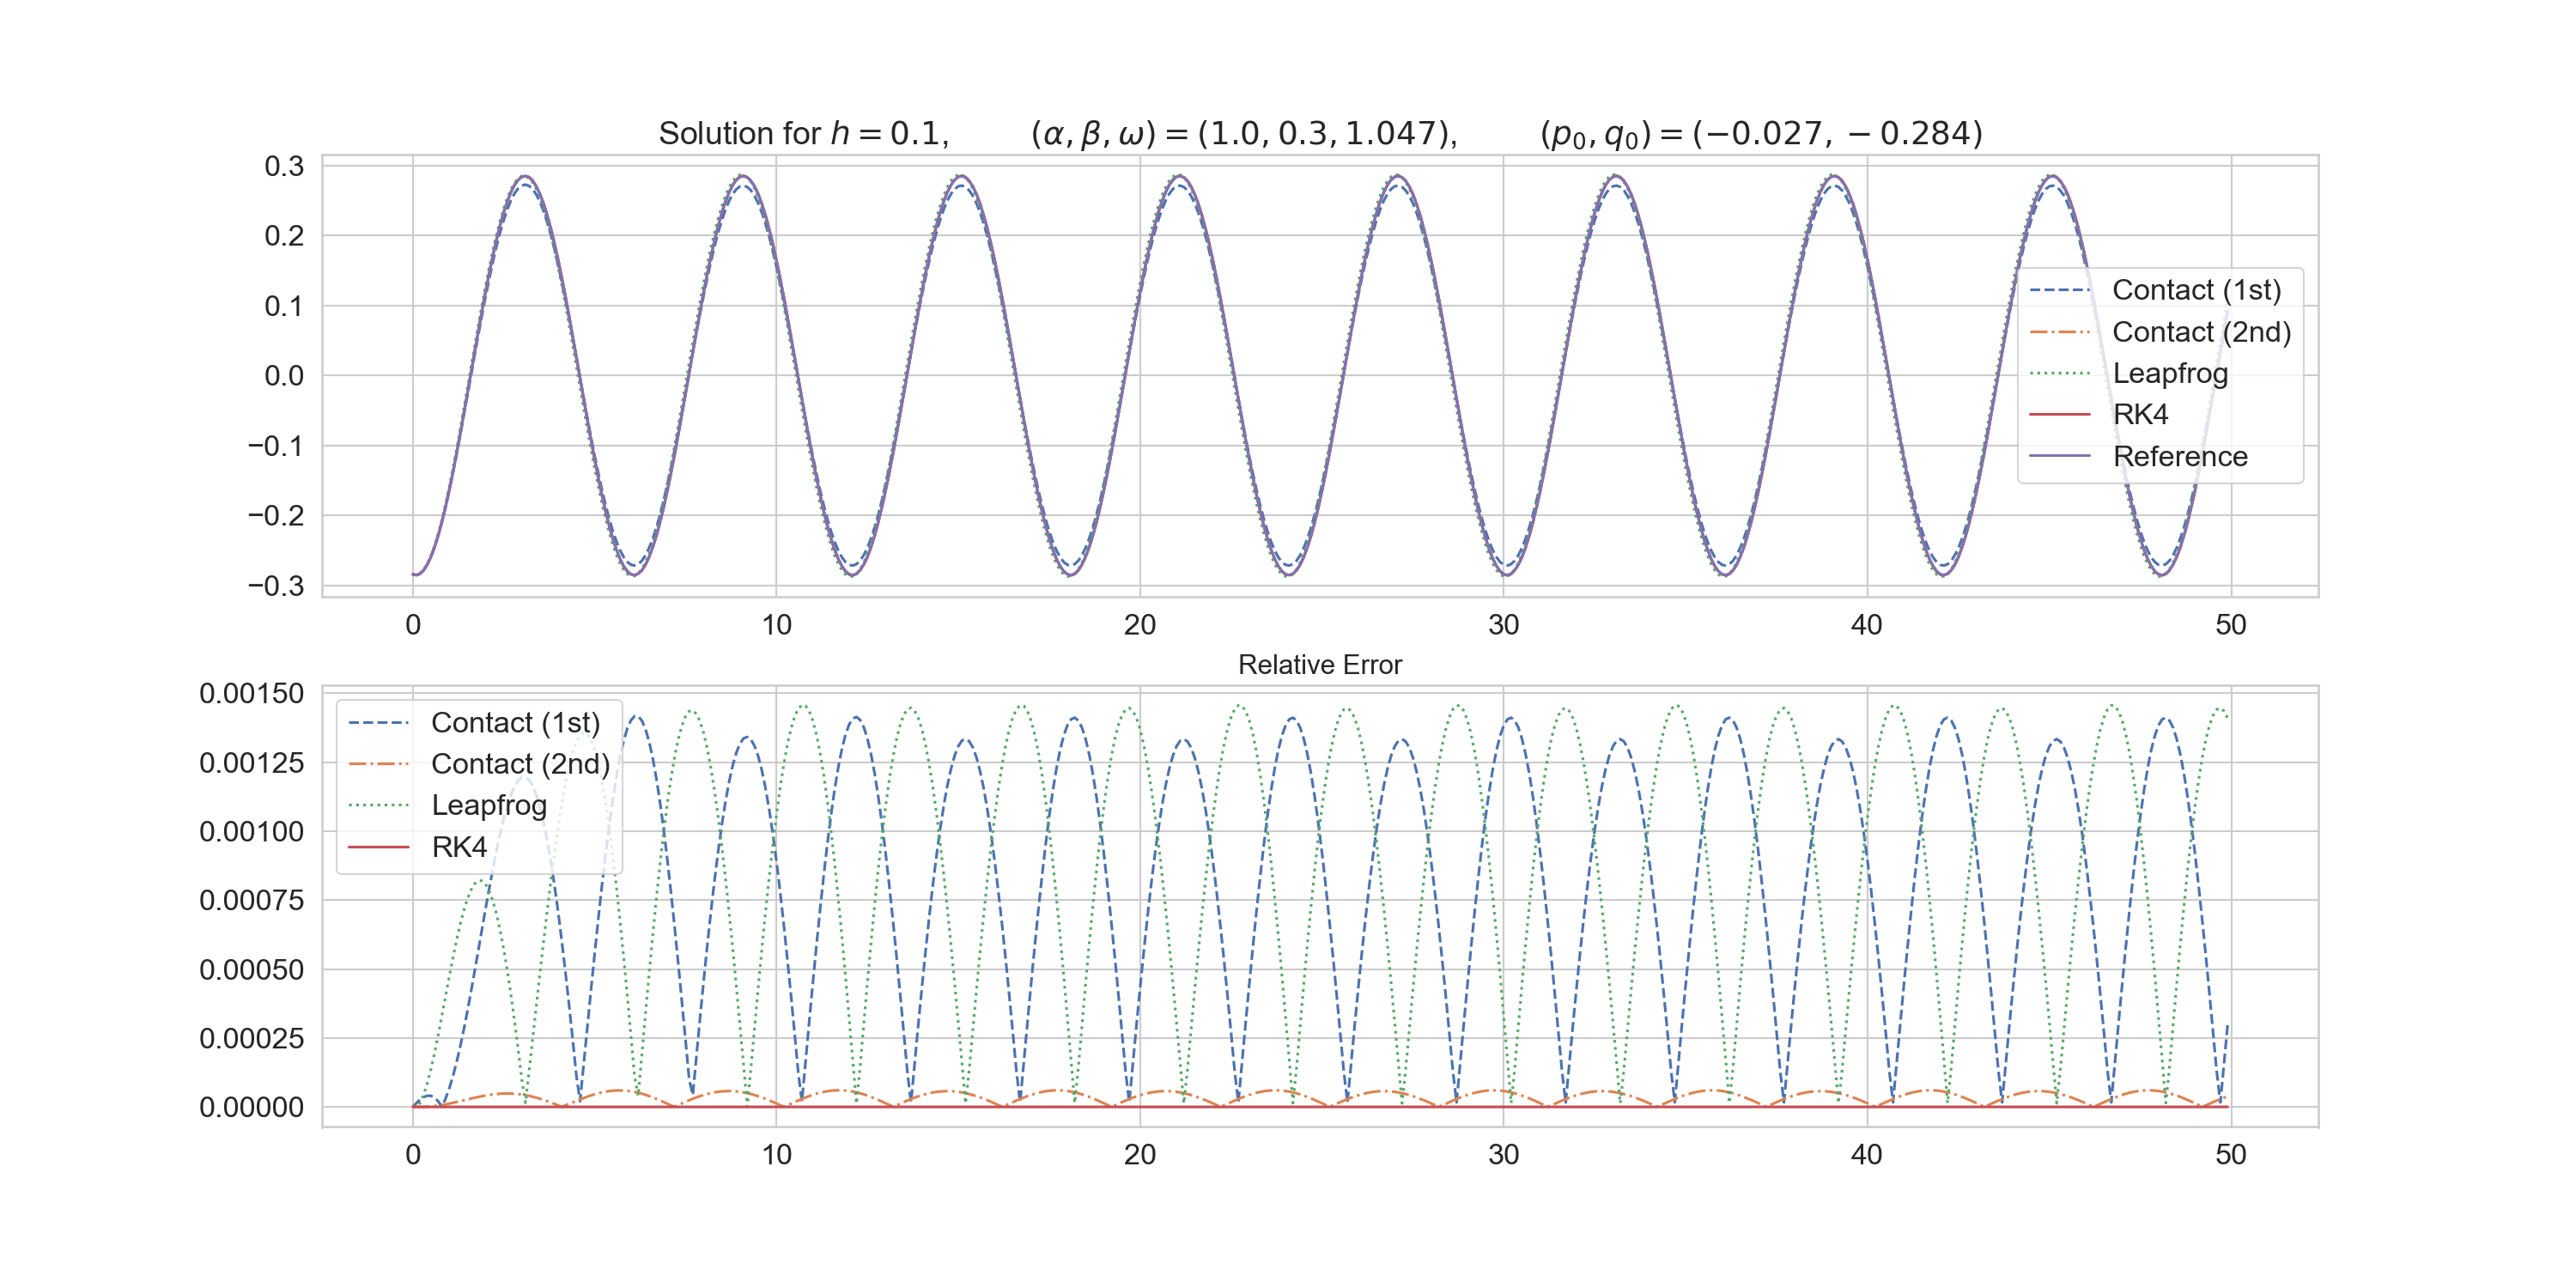 Solution for h = 0.1, (α, β, ω) = (1.0, 0.3, 1.047), (p₀, q₀) = (−0.027, −0.284)
0.3
0.2
0.1
0.0
−0.1
−0.2
−0.3
Contact (1st)
Contact (2nd)
Leapfrog
RK4
Reference
0 10 20 30 40 50
Relative Error
0.00150
0.00125
0.00100
0.00075
0.00050
0.00025
0.00000
Contact (1st)
Contact (2nd)
Leapfrog
RK4
0 10 20 30 40 50